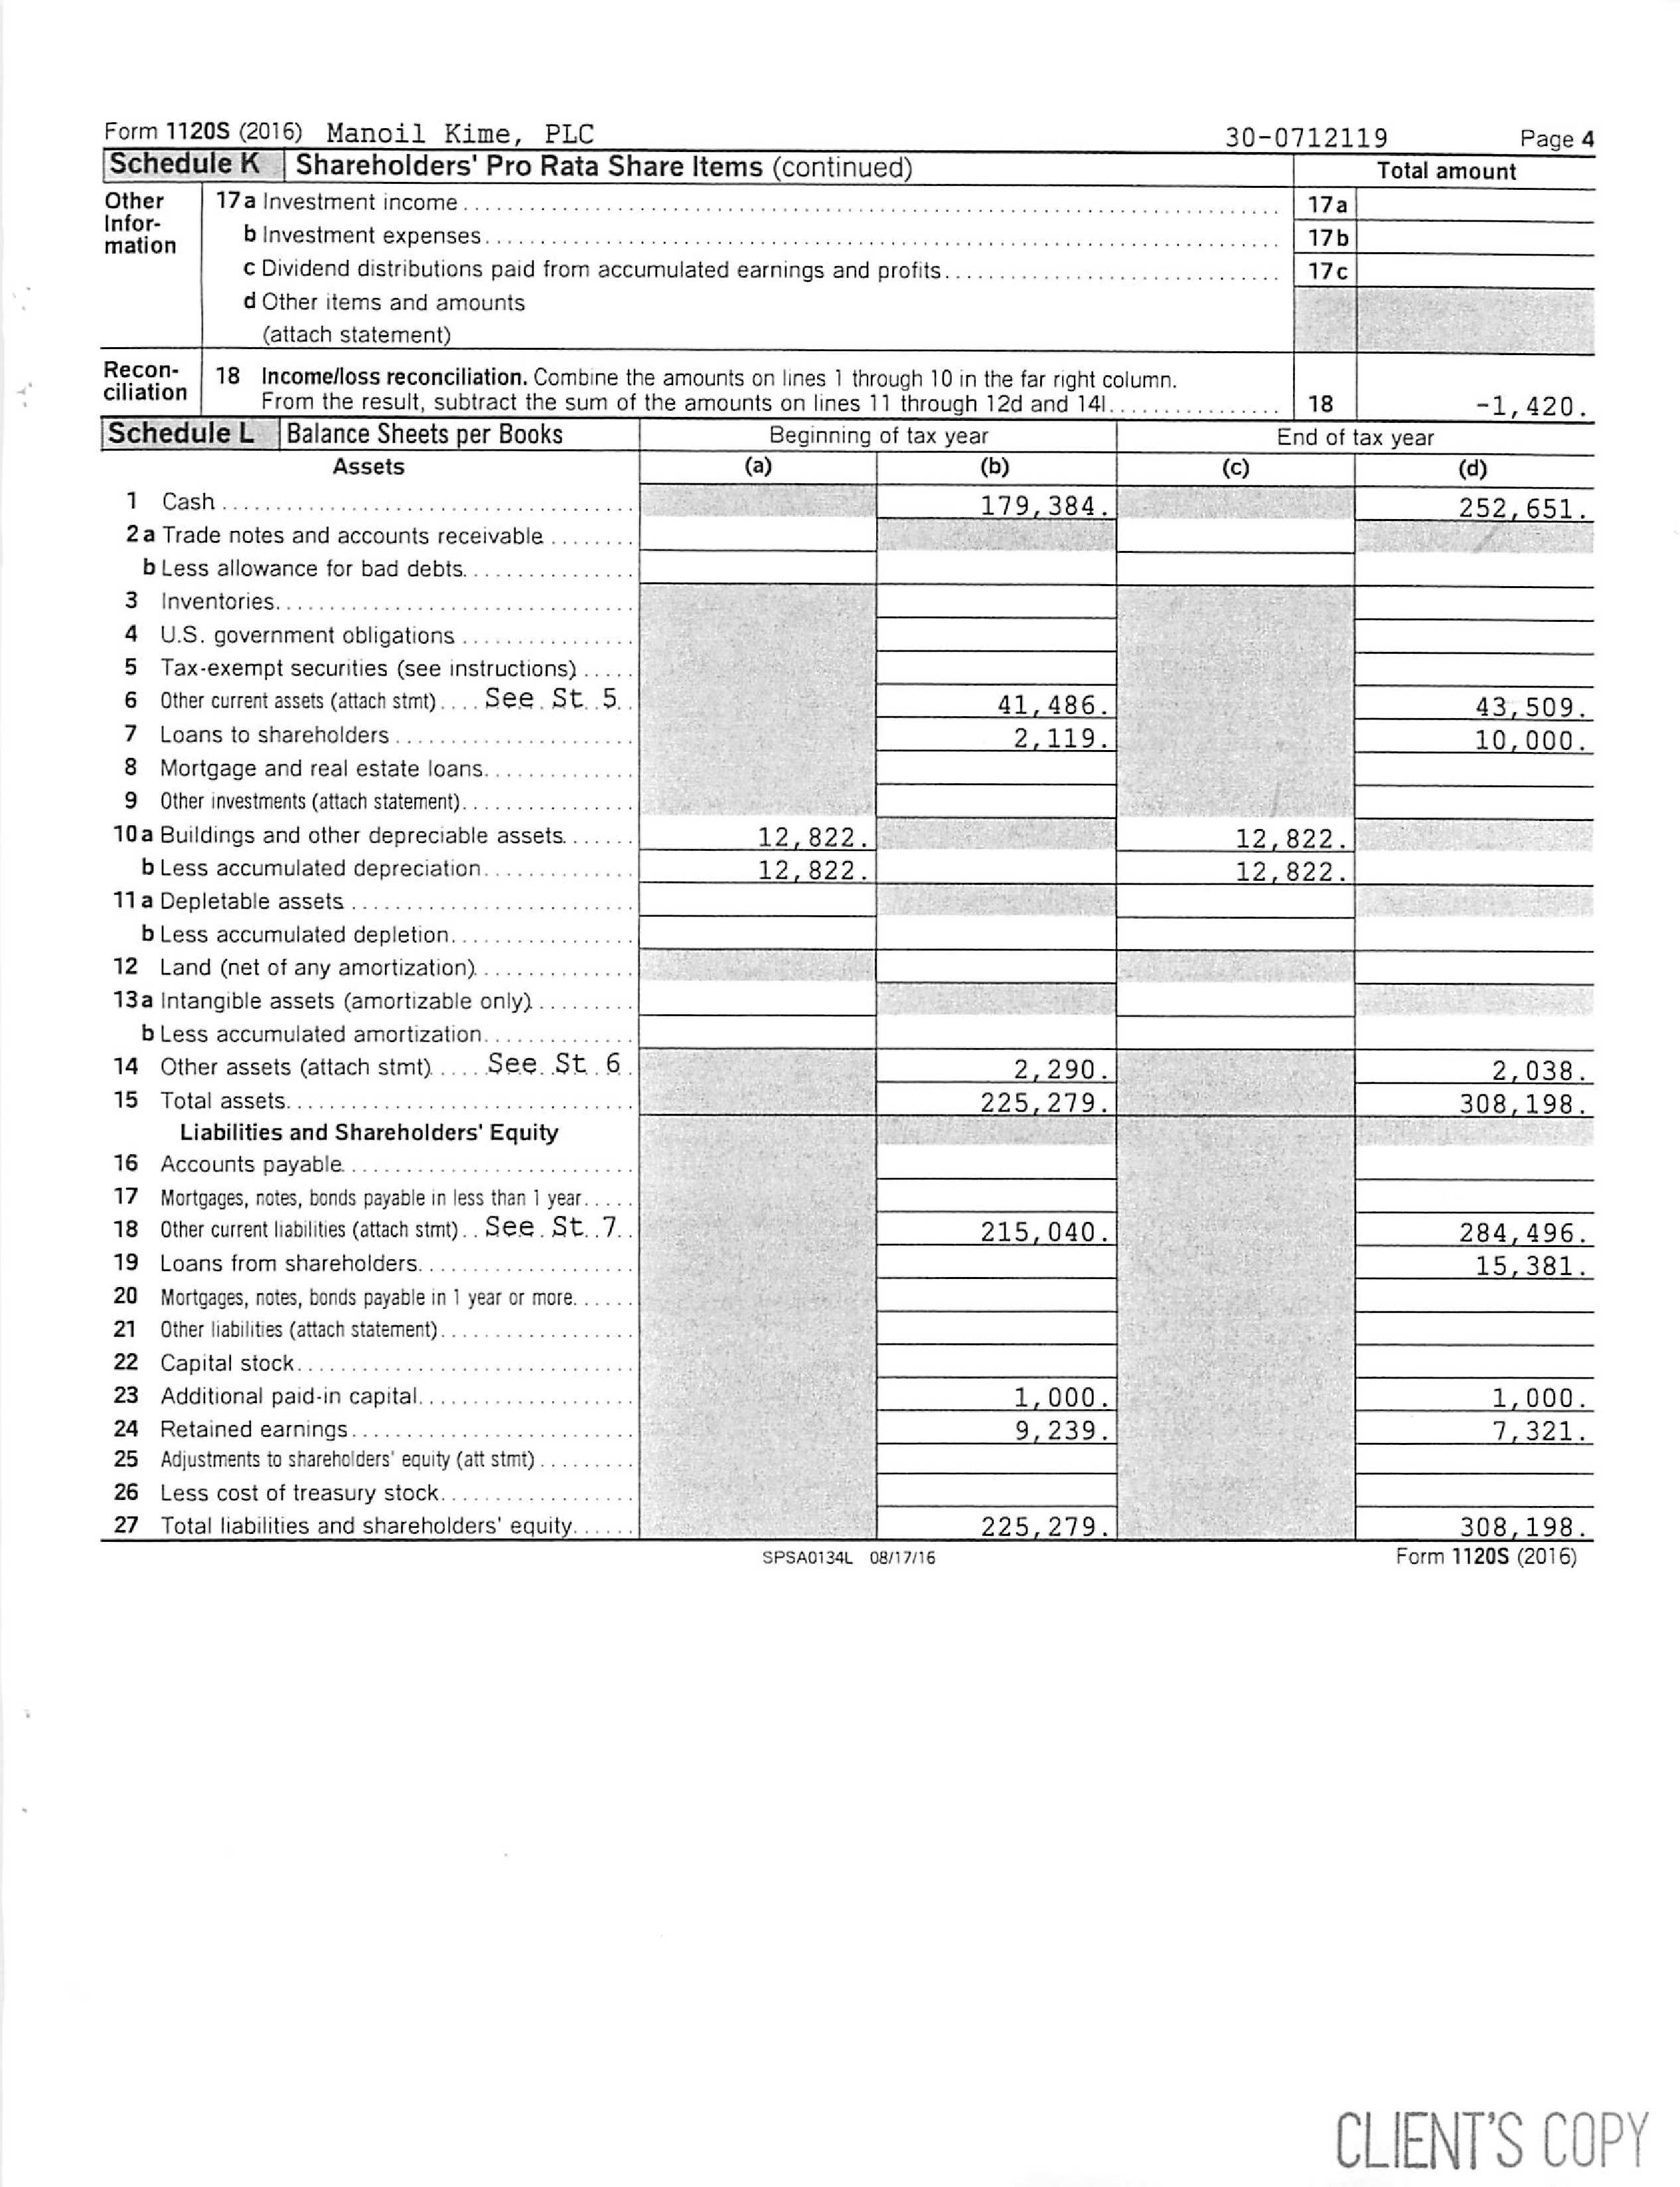 Form 1120S (2016) Manoil Kime, PLC 30-0712119 Page 4
Schedule K Shareholders' Pro Rata Share Items (continued) Total amount
Other Infor- mation 17a Investment income 17a
b Investment expenses 17b
c Dividend distributions paid from accumulated earnings and profits 17c
d Other items and amounts
(attach statement)
Recon- ciliation 18 Income/loss reconciliation. Combine the amounts on lines 1 through 10 in the far right column.
From the result, subtract the sum of the amounts on lines 11 through 12d and 14l 18 -1,420.
Schedule L Balance Sheets per Books Beginning of tax year End of tax year
Assets (a) (b) (c) (d)
1 Cash 179,384. 252,651.
2a Trade notes and accounts receivable
b Less allowance for bad debts
3 Inventories
4 U.S. government obligations
5 Tax-exempt securities (see instructions)
6 Other current assets (attach stmt) See St 5 41,486. 43,509.
7 Loans to shareholders 2,119. 10,000.
8 Mortgage and real estate loans
9 Other investments (attach statement)
10a Buildings and other depreciable assets 12,822. 12,822.
b Less accumulated depreciation 12,822. 12,822.
11a Depletable assets
b Less accumulated depletion
12 Land (net of any amortization)
13a Intangible assets (amortizable only)
b Less accumulated amortization
14 Other assets (attach stmt) See St 6 2,290. 2,038.
15 Total assets 225,279. 308,198.
Liabilities and Shareholders' Equity
16 Accounts payable
17 Mortgages, notes, bonds payable in less than 1 year
18 Other current liabilities (attach stmt) See St 7 215,040. 284,496.
19 Loans from shareholders 15,381.
20 Mortgages, notes, bonds payable in 1 year or more
21 Other liabilities (attach statement)
22 Capital stock
23 Additional paid-in capital 1,000. 1,000.
24 Retained earnings 9,239. 7,321.
25 Adjustments to shareholders' equity (att stmt)
26 Less cost of treasury stock
27 Total liabilities and shareholders' equity 225,279. 308,198.
SPSA0134L 08/17/16 Form 1120S (2016)
CLIENT'S COPY